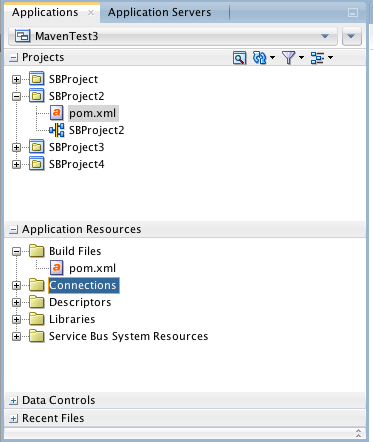 Applications Application Servers
MavenTest3
Projects
SBProject
SBProject2
pom.xml
SBProject2
SBProject3
SBProject4
Application Resources
Build Files
pom.xml
Connections
Descriptors
Libraries
Service Bus System Resources
Data Controls
Recent Files